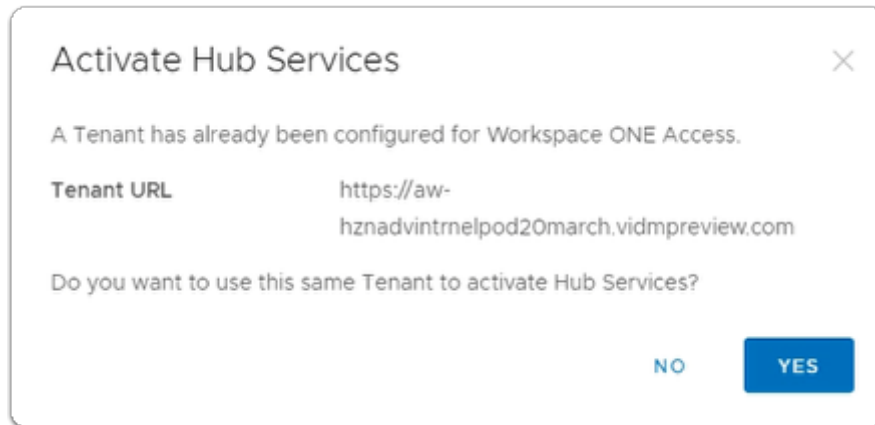 Activate Hub Services
A Tenant has already been configured for Workspace ONE Access.
Tenant URL https://aw-
hznadvintrnelpod20march.vidmpreview.com
Do you want to use this same Tenant to activate Hub Services?
NO YES